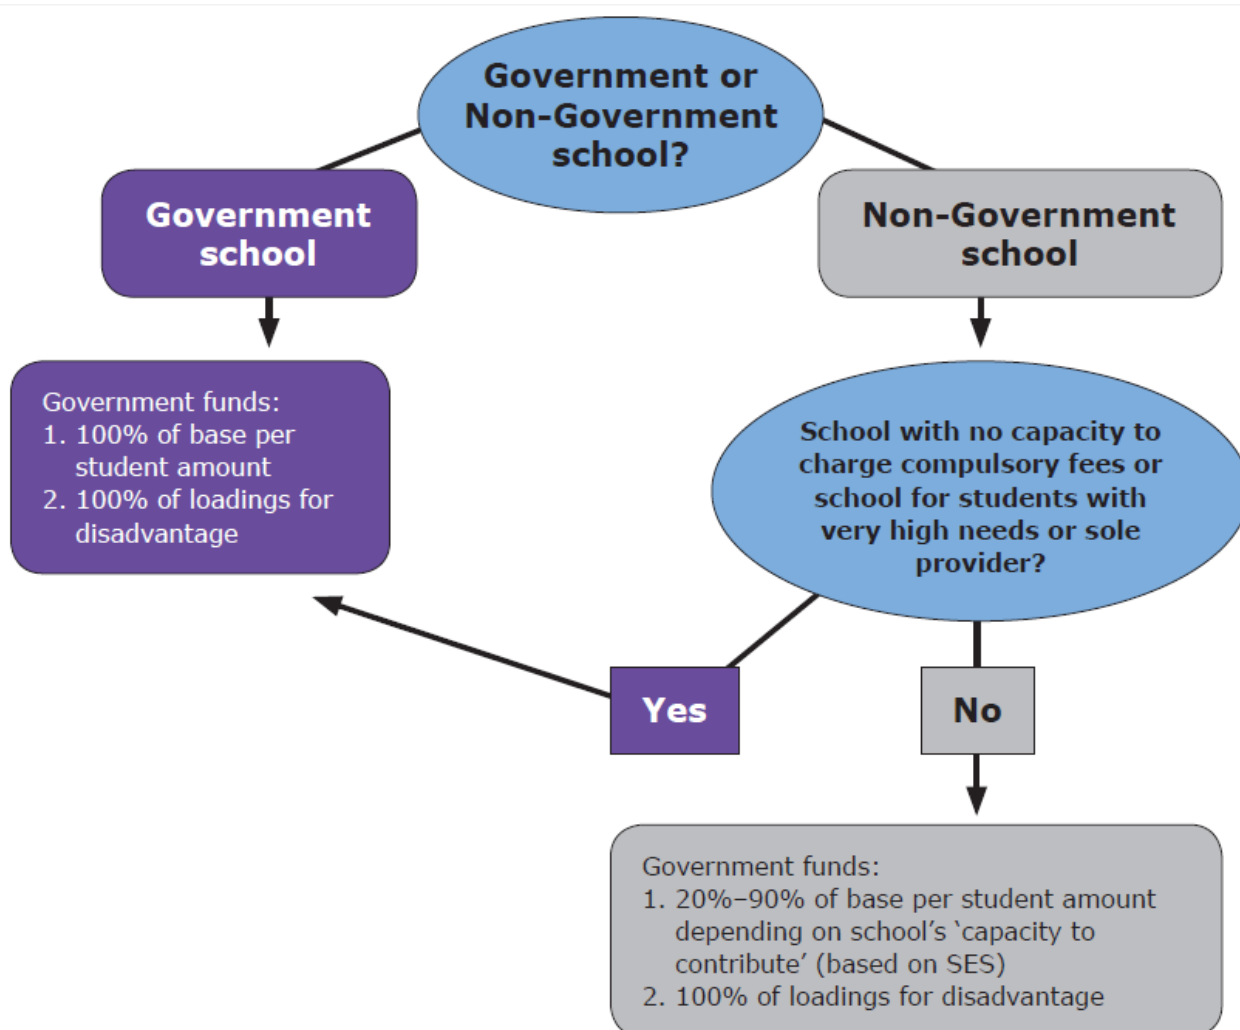 Government or
Non-Government
school?
Government
school
Non-Government
school
Government funds:
1. 100% of base per
student amount
2. 100% of loadings for
disadvantage
School with no capacity to
charge compulsory fees or
school for students with
very high needs or sole
provider?
Yes
No
Government funds:
1. 20%–90% of base per student amount
depending on school's ‘capacity to
contribute’ (based on SES)
2. 100% of loadings for disadvantage